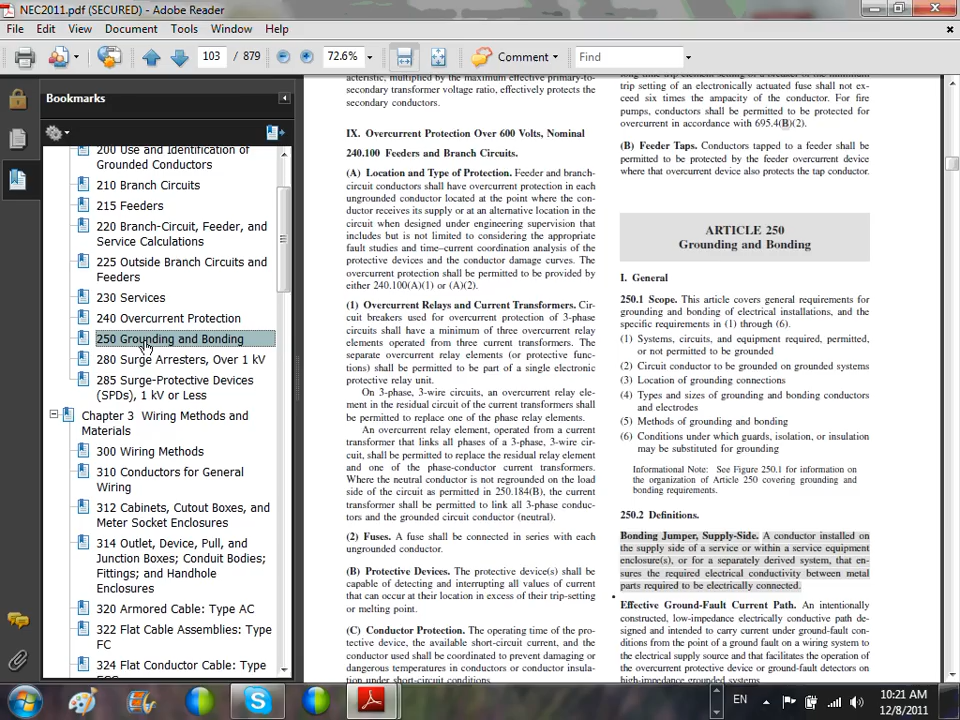 NEC2011.pdf (SECURED) - Adobe Reader
File Edit View Document Tools Window Help
103 / 879 72.6% Comment Find
Bookmarks
200 Use and Identification of
Grounded Conductors
210 Branch Circuits
215 Feeders
220 Branch-Circuit, Feeder, and
Service Calculations
225 Outside Branch Circuits and
Feeders
230 Services
240 Overcurrent Protection
250 Grounding and Bonding
280 Surge Arresters, Over 1 kV
285 Surge-Protective Devices
(SPDs), 1 kV or Less
Chapter 3 Wiring Methods and
Materials
300 Wiring Methods
310 Conductors for General
Wiring
312 Cabinets, Cutout Boxes, and
Meter Socket Enclosures
314 Outlet, Device, Pull, and
Junction Boxes; Conduit Bodies;
Fittings; and Handhole
Enclosures
320 Armored Cable: Type AC
322 Flat Cable Assemblies: Type
FC
324 Flat Conductor Cable: Type
acteristic, multiplied by the maximum effective primary-to-
secondary transformer voltage ratio, effectively protects the
secondary conductors.
IX. Overcurrent Protection Over 600 Volts, Nominal
240.100 Feeders and Branch Circuits.
(A) Location and Type of Protection. Feeder and branch-
circuit conductors shall have overcurrent protection in each
ungrounded conductor located at the point where the con-
ductor receives its supply or at an alternative location in the
circuit when designed under engineering supervision that
includes but is not limited to considering the appropriate
fault studies and time–current coordination analysis of the
protective devices and the conductor damage curves. The
overcurrent protection shall be permitted to be provided by
either 240.100(A)(1) or (A)(2).
(1) Overcurrent Relays and Current Transformers. Cir-
cuit breakers used for overcurrent protection of 3-phase
circuits shall have a minimum of three overcurrent relay
elements operated from three current transformers. The
separate overcurrent relay elements (or protective func-
tions) shall be permitted to be part of a single electronic
protective relay unit.
On 3-phase, 3-wire circuits, an overcurrent relay ele-
ment in the residual circuit of the current transformers shall
be permitted to replace one of the phase relay elements.
An overcurrent relay element, operated from a current
transformer that links all phases of a 3-phase, 3-wire cir-
cuit, shall be permitted to replace the residual relay element
and one of the phase-conductor current transformers.
Where the neutral conductor is not regrounded on the load
side of the circuit as permitted in 250.184(B), the current
transformer shall be permitted to link all 3-phase conduc-
tors and the grounded circuit conductor (neutral).
(2) Fuses. A fuse shall be connected in series with each
ungrounded conductor.
(B) Protective Devices. The protective device(s) shall be
capable of detecting and interrupting all values of current
that can occur at their location in excess of their trip-setting
or melting point.
(C) Conductor Protection. The operating time of the pro-
tective device, the available short-circuit current, and the
conductor used shall be coordinated to prevent damaging or
dangerous temperatures in conductors or conductor insula-
tion under short-circuit conditions.
trip setting of an electronically actuated fuse shall not ex-
ceed six times the ampacity of the conductor. For fire
pumps, conductors shall be permitted to be protected for
overcurrent in accordance with 695.4(B)(2).
(B) Feeder Taps. Conductors tapped to a feeder shall be
permitted to be protected by the feeder overcurrent device
where that overcurrent device also protects the tap conductor.
ARTICLE 250
Grounding and Bonding
I. General
250.1 Scope. This article covers general requirements for
grounding and bonding of electrical installations, and the
specific requirements in (1) through (6).
(1) Systems, circuits, and equipment required, permitted,
or not permitted to be grounded
(2) Circuit conductor to be grounded on grounded systems
(3) Location of grounding connections
(4) Types and sizes of grounding and bonding conductors
and electrodes
(5) Methods of grounding and bonding
(6) Conditions under which guards, isolation, or insulation
may be substituted for grounding
Informational Note: See Figure 250.1 for information on
the organization of Article 250 covering grounding and
bonding requirements.
250.2 Definitions.
Bonding Jumper, Supply-Side. A conductor installed on
the supply side of a service or within a service equipment
enclosure(s), or for a separately derived system, that en-
sures the required electrical conductivity between metal
parts required to be electrically connected.
Effective Ground-Fault Current Path. An intentionally
constructed, low-impedance electrically conductive path de-
signed and intended to carry current under ground-fault con-
ditions from the point of a ground fault on a wiring system to
the electrical supply source and that facilitates the operation of
the overcurrent protective device or ground-fault detectors on
high-impedance grounded systems.
EN 10:21 AM
12/8/2011